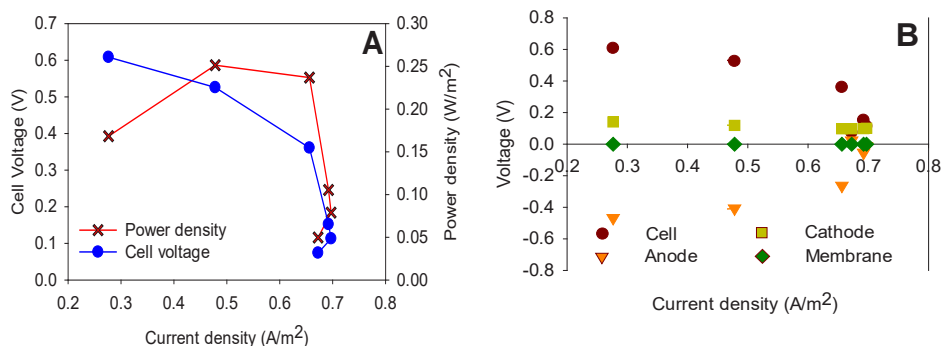 A
Cell Voltage (V)
0.7
0.6
0.5
0.4
0.3
0.2
0.1
0.0
0.30
0.25
0.20
0.15
0.10
0.05
0.00
Power density (W/m2)
Power density
Cell voltage
0.2 0.3 0.4 0.5 0.6 0.7 0.8
Current density (A/m2)
B
Voltage (V)
0.8
0.6
0.4
0.2
0.0
-0.2
-0.4
-0.6
-0.8
0.2 0.3 0.4 0.5 0.6 0.7 0.8
Cell Cathode
Anode Membrane
Current density (A/m2)